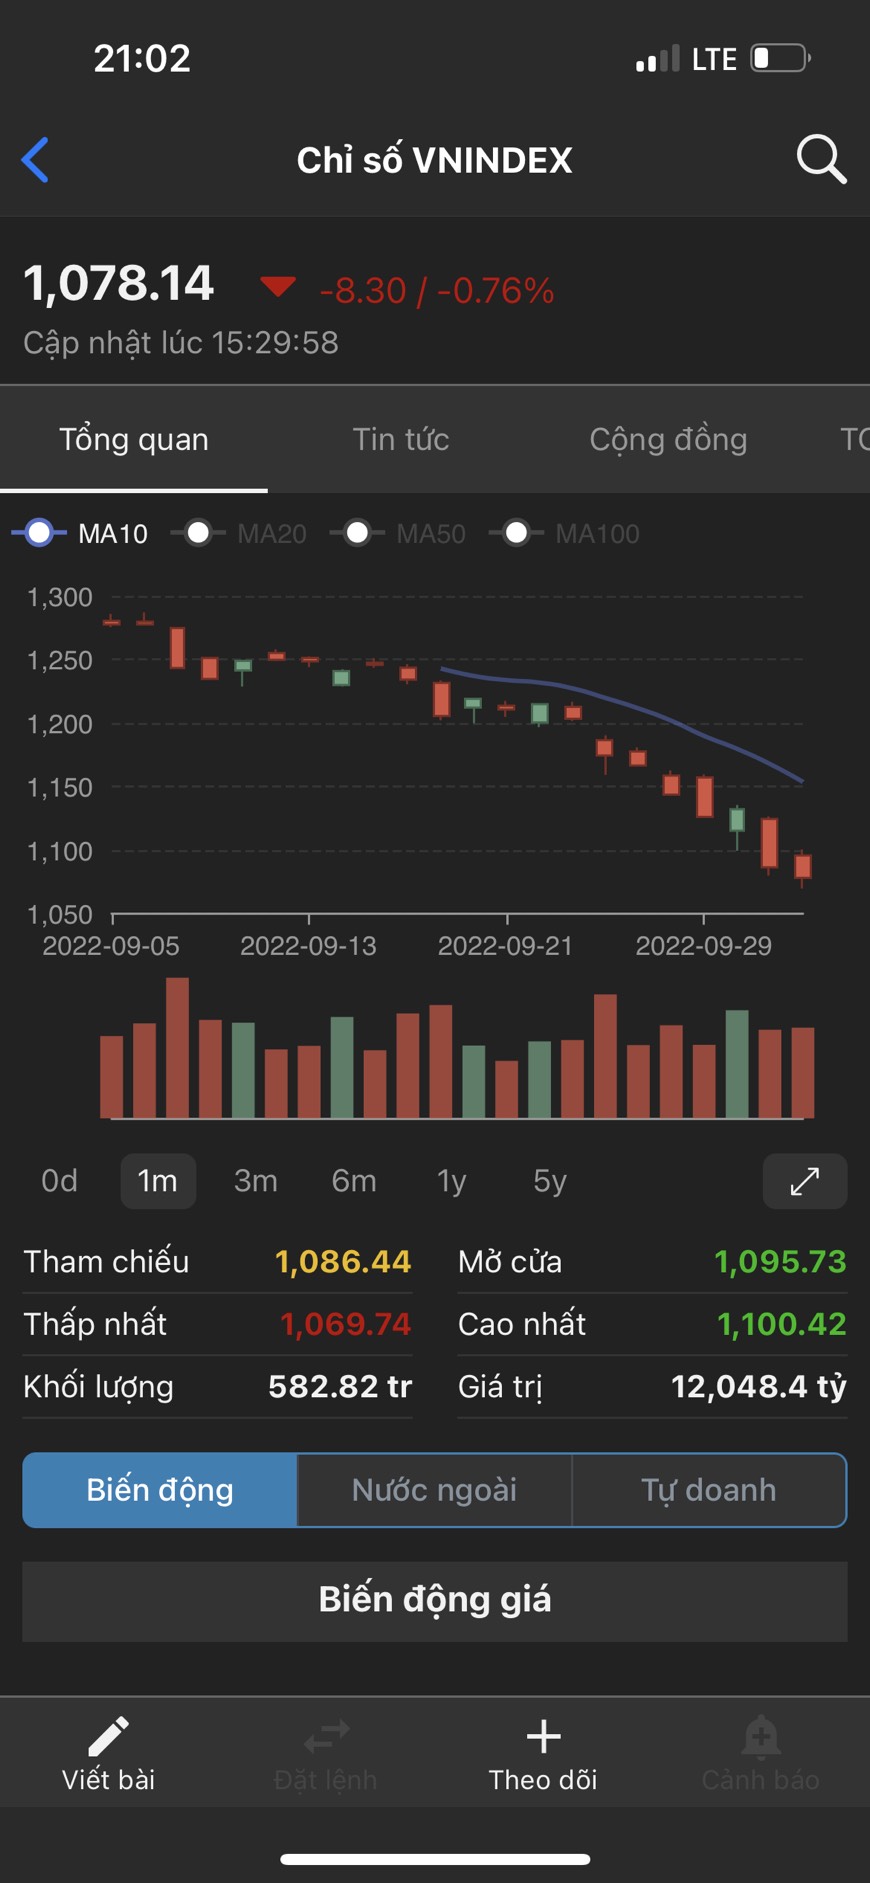 21:02
LTE
Chỉ số VNINDEX
1,078.14 -8.30 / -0.76%
Cập nhật lúc 15:29:58
Tổng quan Tin tức Cộng đồng
MA10 MA20 MA50 MA100
1,300
1,250
1,200
1,150
1,100
1,050
2022-09-05 2022-09-13 2022-09-21 2022-09-29
0d 1m 3m 6m 1y 5y
Tham chiếu 1,086.44 Mở cửa 1,095.73
Thấp nhất 1,069.74 Cao nhất 1,100.42
Khối lượng 582.82 tr Giá trị 12,048.4 tỷ
Biến động Nước ngoài Tự doanh
Biến động giá
Viết bài Đặt lệnh Theo dõi Cảnh báo